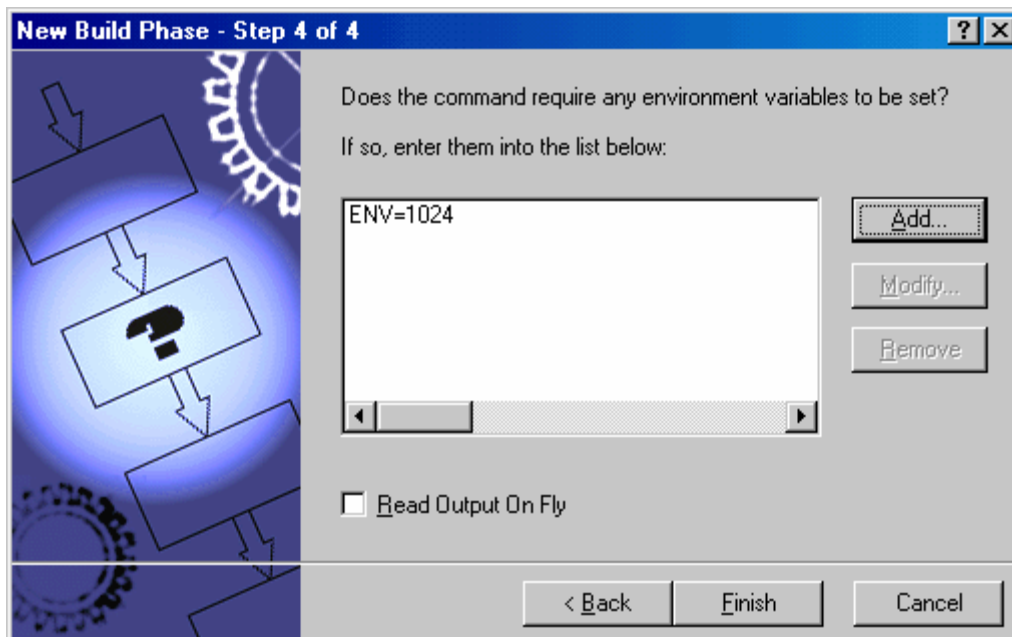 New Build Phase - Step 4 of 4
?
Does the command require any environment variables to be set?
If so, enter them into the list below:
ENV=1024
Add...
Modify...
Remove
?
Read Output On Fly
< Back
Finish
Cancel